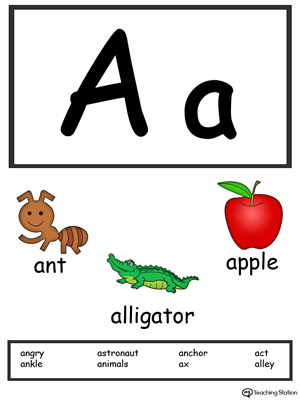 A a
ant
apple
alligator
angry astronaut anchor act
ankle animals ax alley
Teaching Station